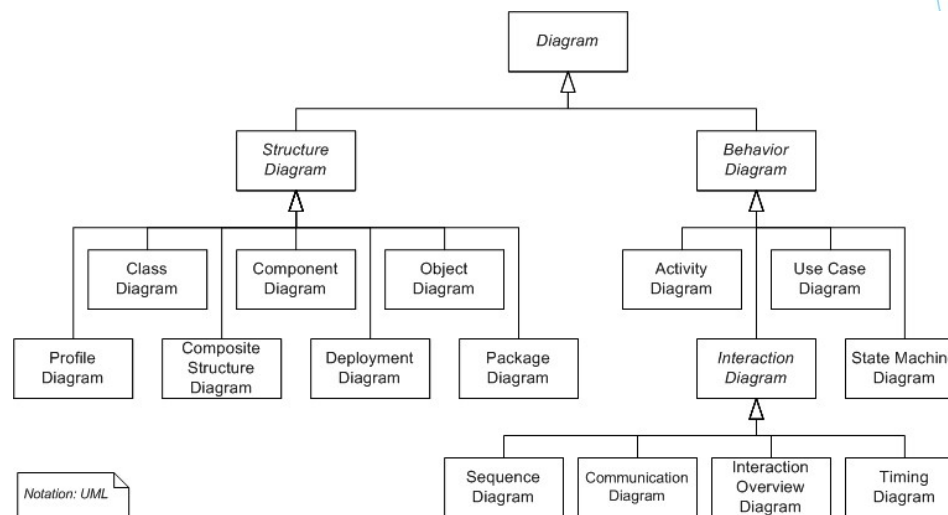 Diagram
Structure
Diagram
Behavior
Diagram
Class
Diagram
Component
Diagram
Object
Diagram
Activity
Diagram
Use Case
Diagram
Profile
Diagram
Composite
Structure
Diagram
Deployment
Diagram
Package
Diagram
Interaction
Diagram
State Machin
Diagram
Sequence
Diagram
Communication
Diagram
Interaction
Overview
Diagram
Timing
Diagram
Notation: UML